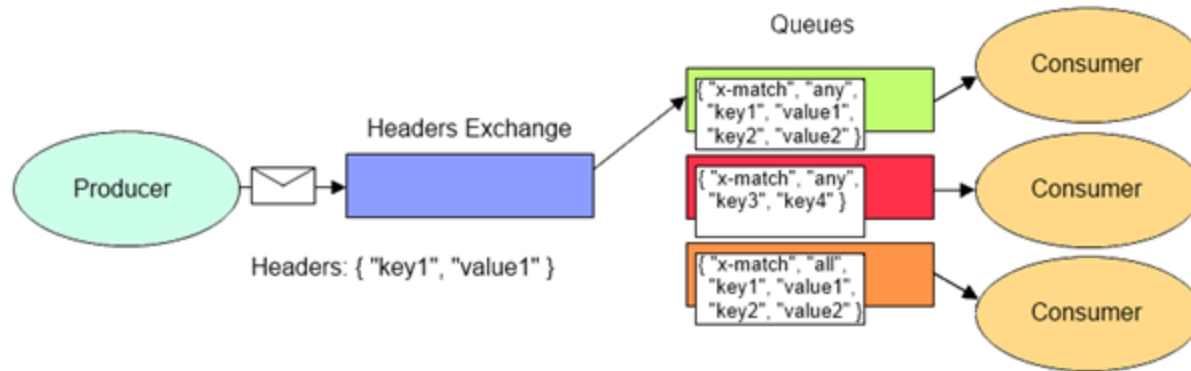 Queues
Consumer
{ "x-match", "any",
"key1", "value1",
"key2", "value2" }
Headers Exchange
Producer
{ "x-match", "any",
"key3", "key4" }
Consumer
Headers: { "key1", "value1" }
{ "x-match", "all",
"key1", "value1",
"key2", "value2" }
Consumer